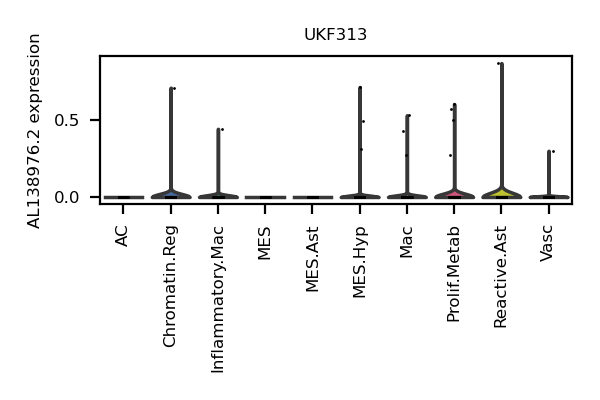 UKF313
AL138976.2 expression
0.5
0.0
AC
Chromatin.Reg
Inflammatory.Mac
MES
MES.Ast
MES.Hyp
Mac
Prolif.Metab
Reactive.Ast
Vasc